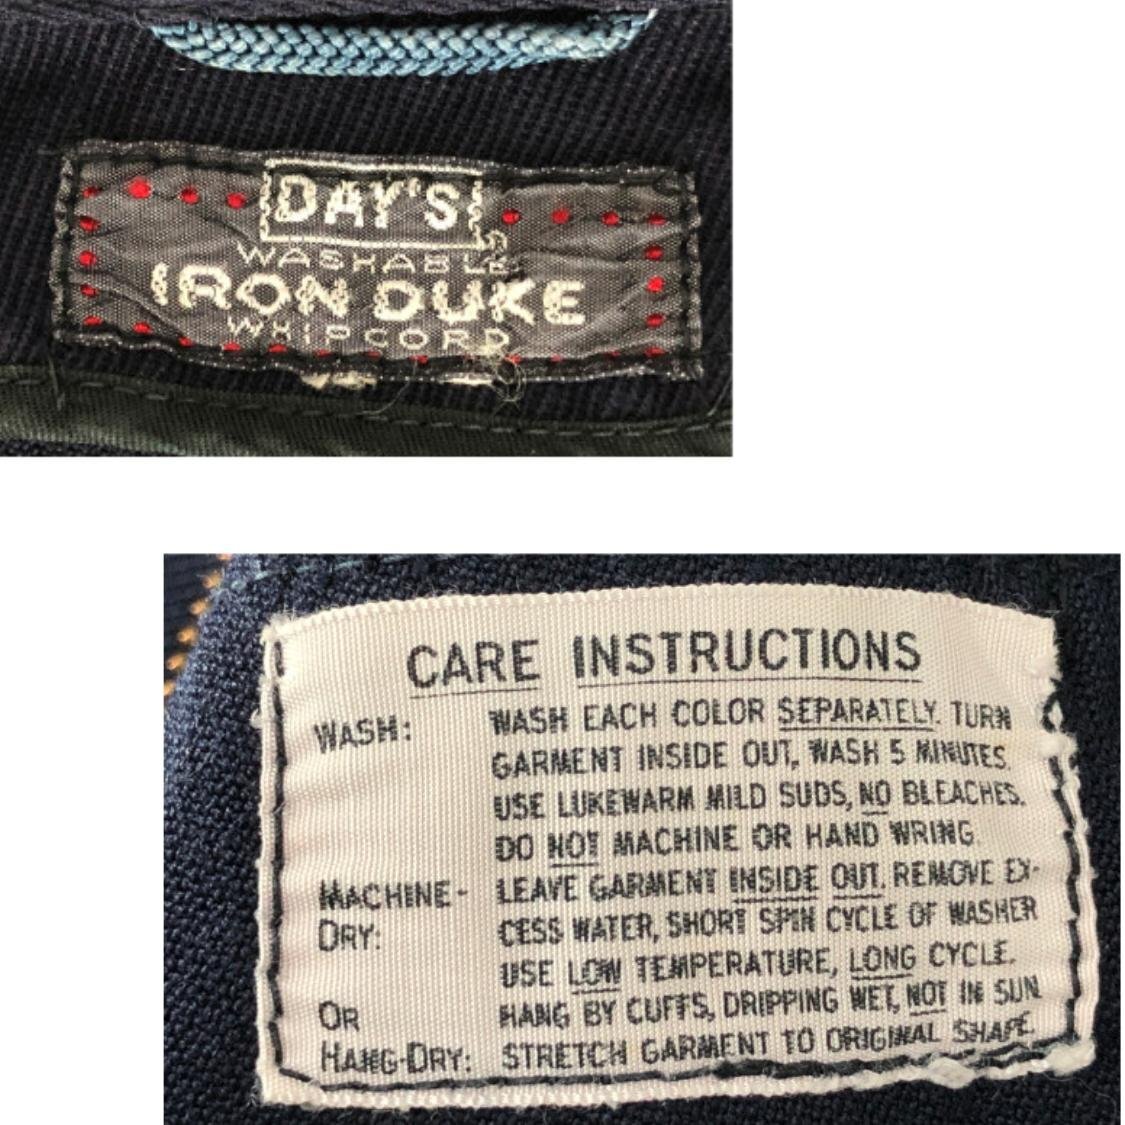 DAY'S
WASHABLE
IRON DUKE
WHIPCORD
CARE INSTRUCTIONS
WASH: WASH EACH COLOR SEPARATELY. TURN
GARMENT INSIDE OUT, WASH 5 MINUTES.
USE LUKEWARM MILD SUDS, NO BLEACHES.
DO NOT MACHINE OR HAND WRING
MACHINE- LEAVE GARMENT INSIDE OUT. REMOVE EX-
DRY: CESS WATER, SHORT SPIN CYCLE OF WASHER
USE LOW TEMPERATURE, LONG CYCLE.
OR HANG BY CUFFS, DRIPPING WET, NOT IN SUN
HANG-DRY: STRETCH GARMENT TO ORIGINAL SHAPE.